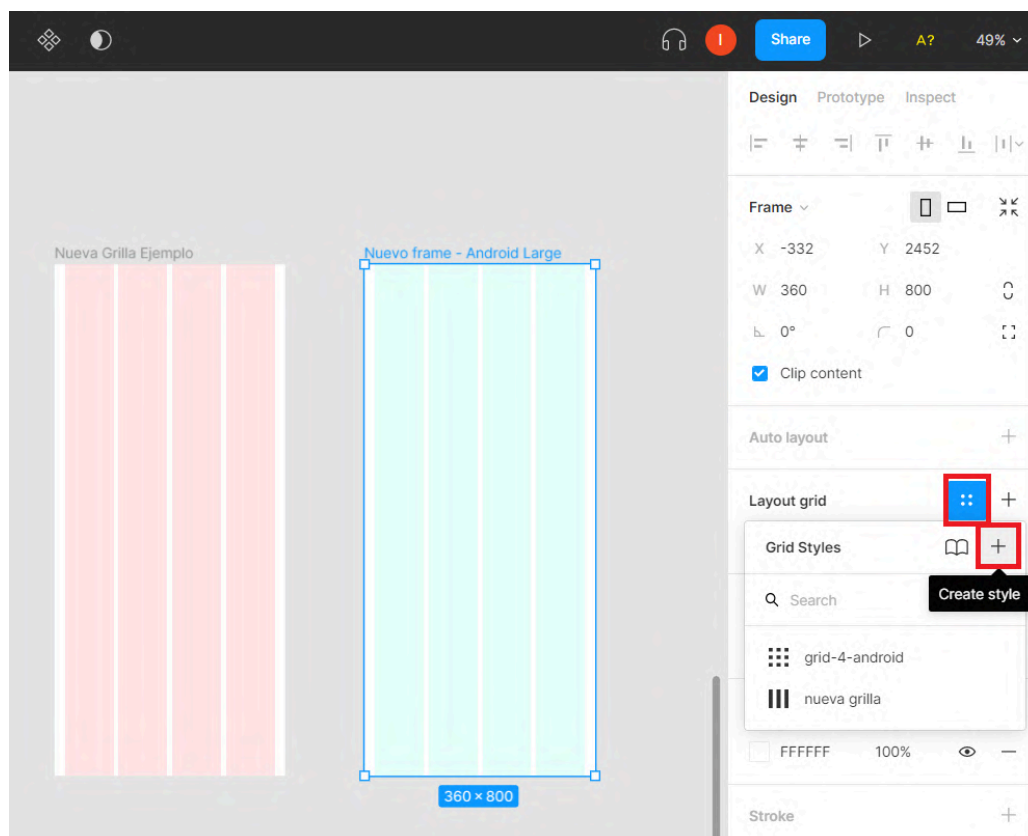 I
Share
A?
49%
Design Prototype Inspect
Frame
X -332 Y 2452
W 360 H 800
0° 0
Clip content
Auto layout
Layout grid
Grid Styles
Create style
Search
grid-4-android
nueva grilla
FFFFFF 100%
Stroke
Nueva Grilla Ejemplo
Nuevo frame - Android Large
360 × 800